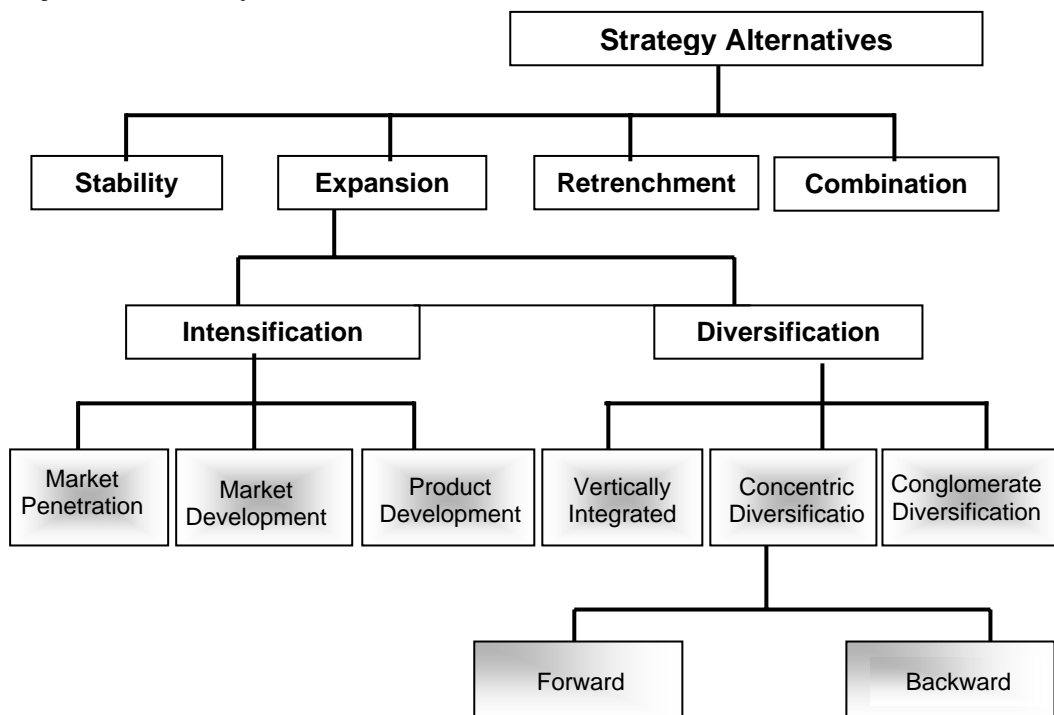 Strategy Alternatives
Stability
Expansion
Retrenchment
Combination
Intensification
Diversification
Market
Penetration
Market
Development
Product
Development
Vertically
Integrated
Concentric
Diversificatio
Conglomerate
Diversification
Forward
Backward